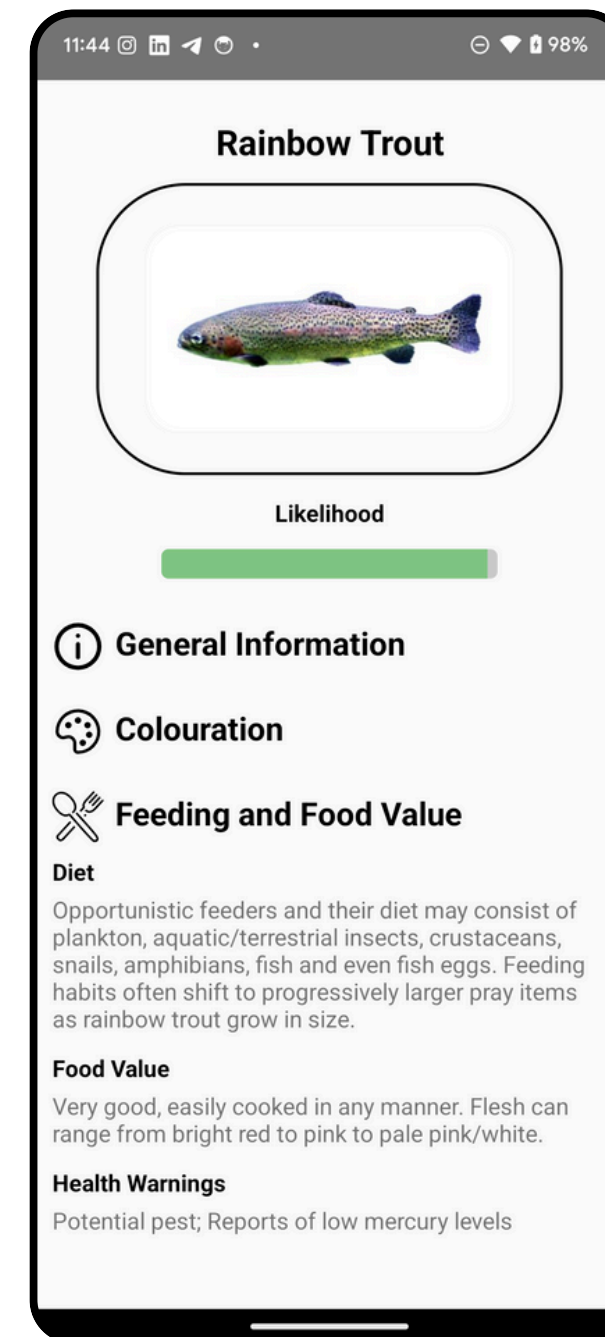 11:44
98%
Rainbow Trout
Likelihood
General Information
Colouration
Feeding and Food Value
Diet
Opportunistic feeders and their diet may consist of
plankton, aquatic/terrestrial insects, crustaceans,
snails, amphibians, fish and even fish eggs. Feeding
habits often shift to progressively larger pray items
as rainbow trout grow in size.
Food Value
Very good, easily cooked in any manner. Flesh can
range from bright red to pink to pale pink/white.
Health Warnings
Potential pest; Reports of low mercury levels